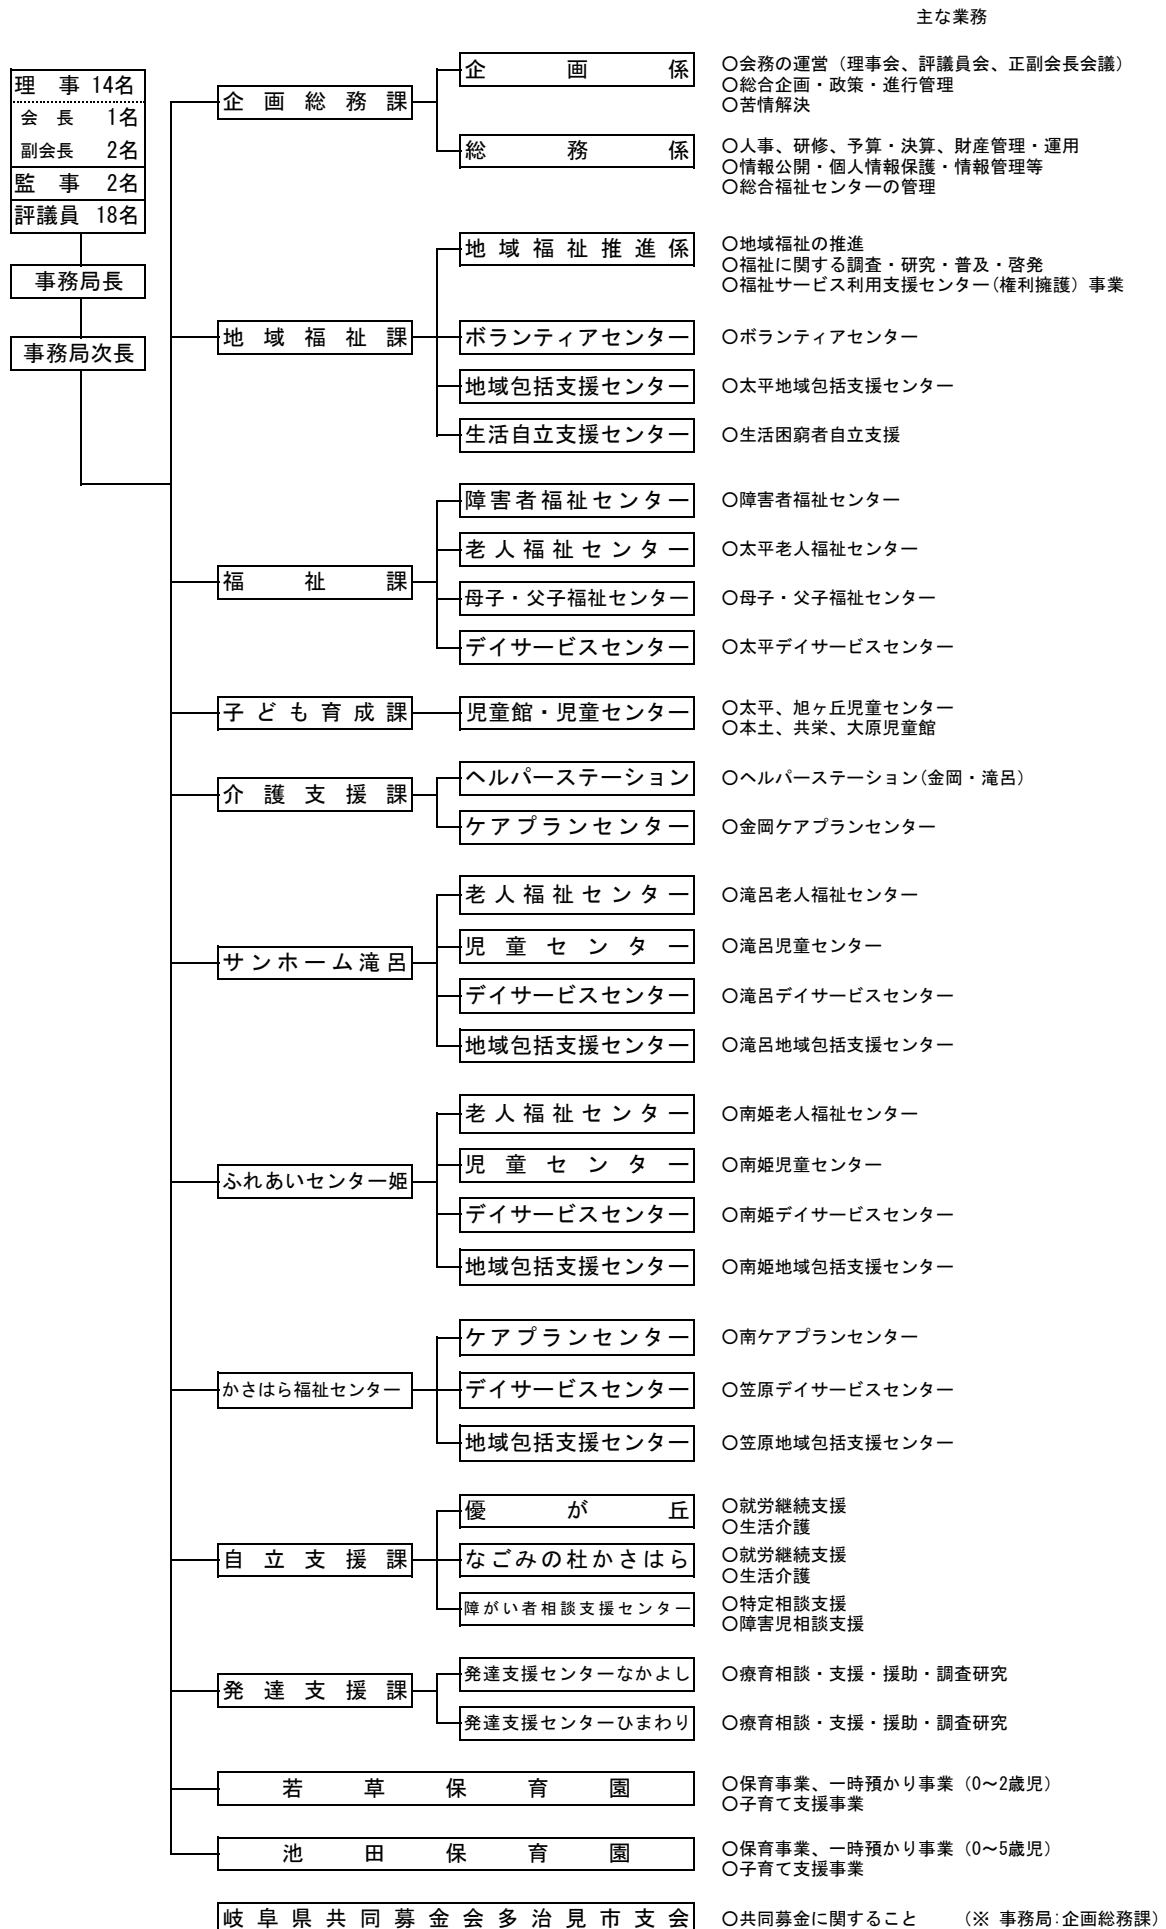 主な業務
理事 14名
会長 1名
副会長 2名
監事 2名
評議員 18名
事務局長
事務局次長
企画総務課
企画係
〇会務の運営（理事会、評議員会、正副会長会議）
〇総合企画・政策・進行管理
〇苦情解決
総務係
〇人事、研修、予算・決算、財産管理・運用
〇情報公開・個人情報保護・情報管理等
〇総合福祉センターの管理
地域福祉課
地域福祉推進係
〇地域福祉の推進
〇福祉に関する調査・研究・普及・啓発
〇福祉サービス利用支援センター(権利擁護）事業
ボランティアセンター
〇ボランティアセンター
地域包括支援センター
〇太平地域包括支援センター
生活自立支援センター
〇生活困窮者自立支援
福祉課
障害者福祉センター
〇障害者福祉センター
老人福祉センター
〇太平老人福祉センター
母子・父子福祉センター
〇母子・父子福祉センター
デイサービスセンター
〇太平デイサービスセンター
子ども育成課
児童館・児童センター
〇太平、旭ヶ丘児童センター
〇本土、共栄、大原児童館
介護支援課
ヘルパーステーション
〇ヘルパーステーション(金岡・滝呂）
ケアプランセンター
〇金岡ケアプランセンター
サンホーム滝呂
老人福祉センター
〇滝呂老人福祉センター
児童センター
〇滝呂児童センター
デイサービスセンター
〇滝呂デイサービスセンター
地域包括支援センター
〇滝呂地域包括支援センター
ふれあいセンター姫
老人福祉センター
〇南姫老人福祉センター
児童センター
〇南姫児童センター
デイサービスセンター
〇南姫デイサービスセンター
地域包括支援センター
〇南姫地域包括支援センター
かさはら福祉センター
ケアプランセンター
〇南ケアプランセンター
デイサービスセンター
〇笠原デイサービスセンター
地域包括支援センター
〇笠原地域包括支援センター
自立支援課
優が丘
〇就労継続支援
〇生活介護
なごみの杜かさはら
〇就労継続支援
〇生活介護
障がい者相談支援センター
〇特定相談支援
〇障害児相談支援
発達支援課
発達支援センターなかよし
〇療育相談・支援・援助・調査研究
発達支援センターひまわり
〇療育相談・支援・援助・調査研究
若草保育園
〇保育事業、一時預かり事業（0～2歳児）
〇子育て支援事業
池田保育園
〇保育事業、一時預かり事業（0～5歳児）
〇子育て支援事業
岐阜県共同募金会多治見市支会
〇共同募金に関すること （※ 事務局:企画総務課）